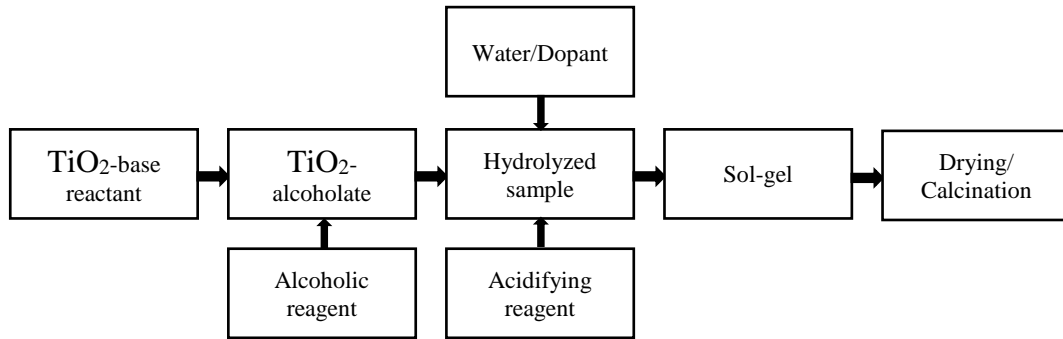 Water/Dopant
TiO₂-base
reactant
TiO₂-
alcoholate
Hydrolyzed
sample
Sol-gel
Drying/
Calcination
Alcoholic
reagent
Acidifying
reagent